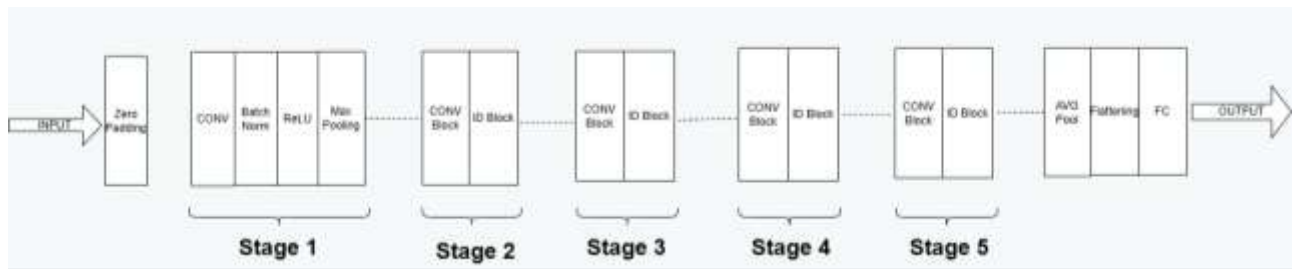 INPUT
Zero
Padding
CONV
Batch
Norm
ReLU
Max
Pooling
CONV
Block
ID Block
CONV
Block
ID Block
CONV
Block
ID Block
CONV
Block
ID Block
AVG
Pool
Flattening
FC
OUTPUT
Stage 1
Stage 2
Stage 3
Stage 4
Stage 5